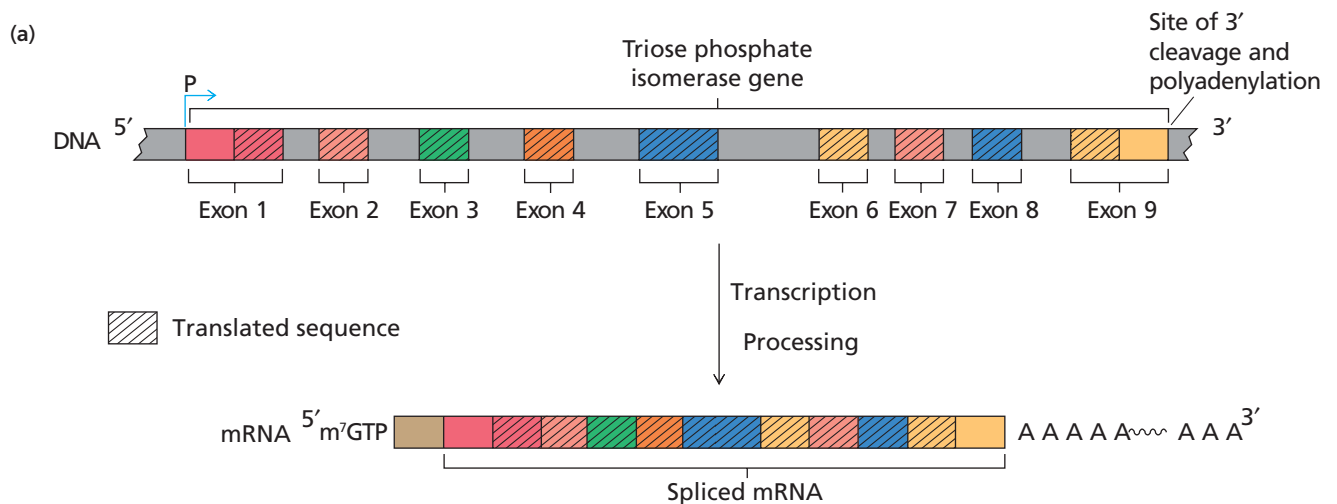 (a)
Triose phosphate
isomerase gene
Site of 3′
cleavage and
polyadenylation
P
DNA 5′ 3′
Exon 1 Exon 2 Exon 3 Exon 4 Exon 5 Exon 6 Exon 7 Exon 8 Exon 9
Transcription
Translated sequence
Processing
mRNA 5′ m⁷GTP A A A A A A A A 3′
Spliced mRNA